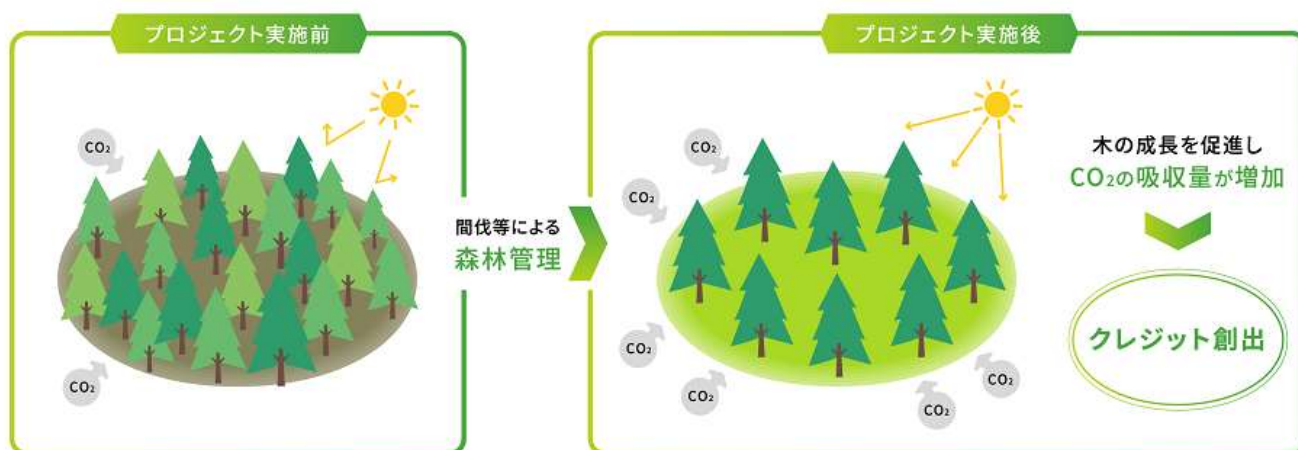 プロジェクト実施前
CO₂
CO₂
間伐等による
森林管理
プロジェクト実施後
CO₂
CO₂
CO₂
CO₂
CO₂
CO₂
木の成長を促進し
CO₂の吸収量が増加
クレジット創出